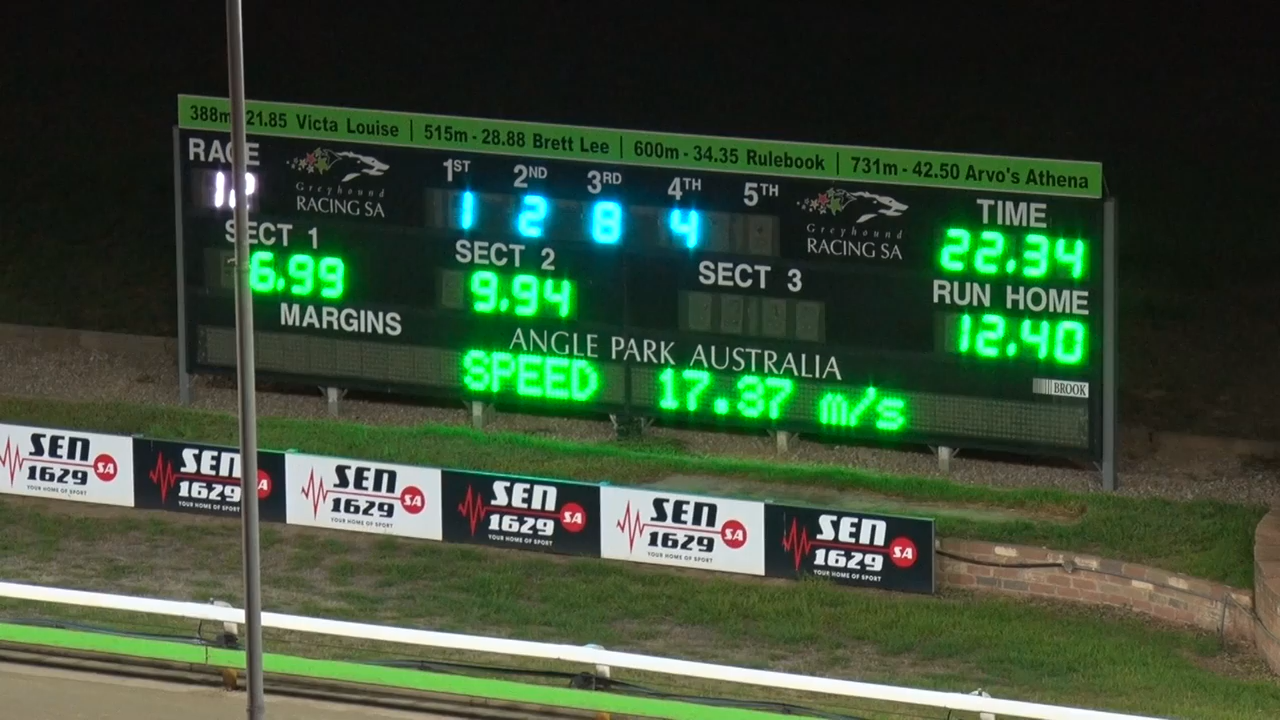 388m 21.85 Victa Louise | 515m - 28.88 Brett Lee | 600m - 34.35 Rulebook | 731m - 42.50 Arvo's Athena
RACE
12
Greyhound
RACING SA
1ST 2ND 3RD 4TH 5TH
1 2 8 4
Greyhound
RACING SA
TIME
22.34
SECT 1
6.99
SECT 2
9.94
SECT 3
RUN HOME
12.40
MARGINS
ANGLE PARK AUSTRALIA
BROOK
SPEED 17.37 m/s
SEN
1629 SA
YOUR HOME OF SPORT
SEN
1629 SA
YOUR HOME OF SPORT
SEN
1629 SA
YOUR HOME OF SPORT
SEN
1629 SA
YOUR HOME OF SPORT
SEN
1629 SA
YOUR HOME OF SPORT
SEN
1629 SA
YOUR HOME OF SPORT